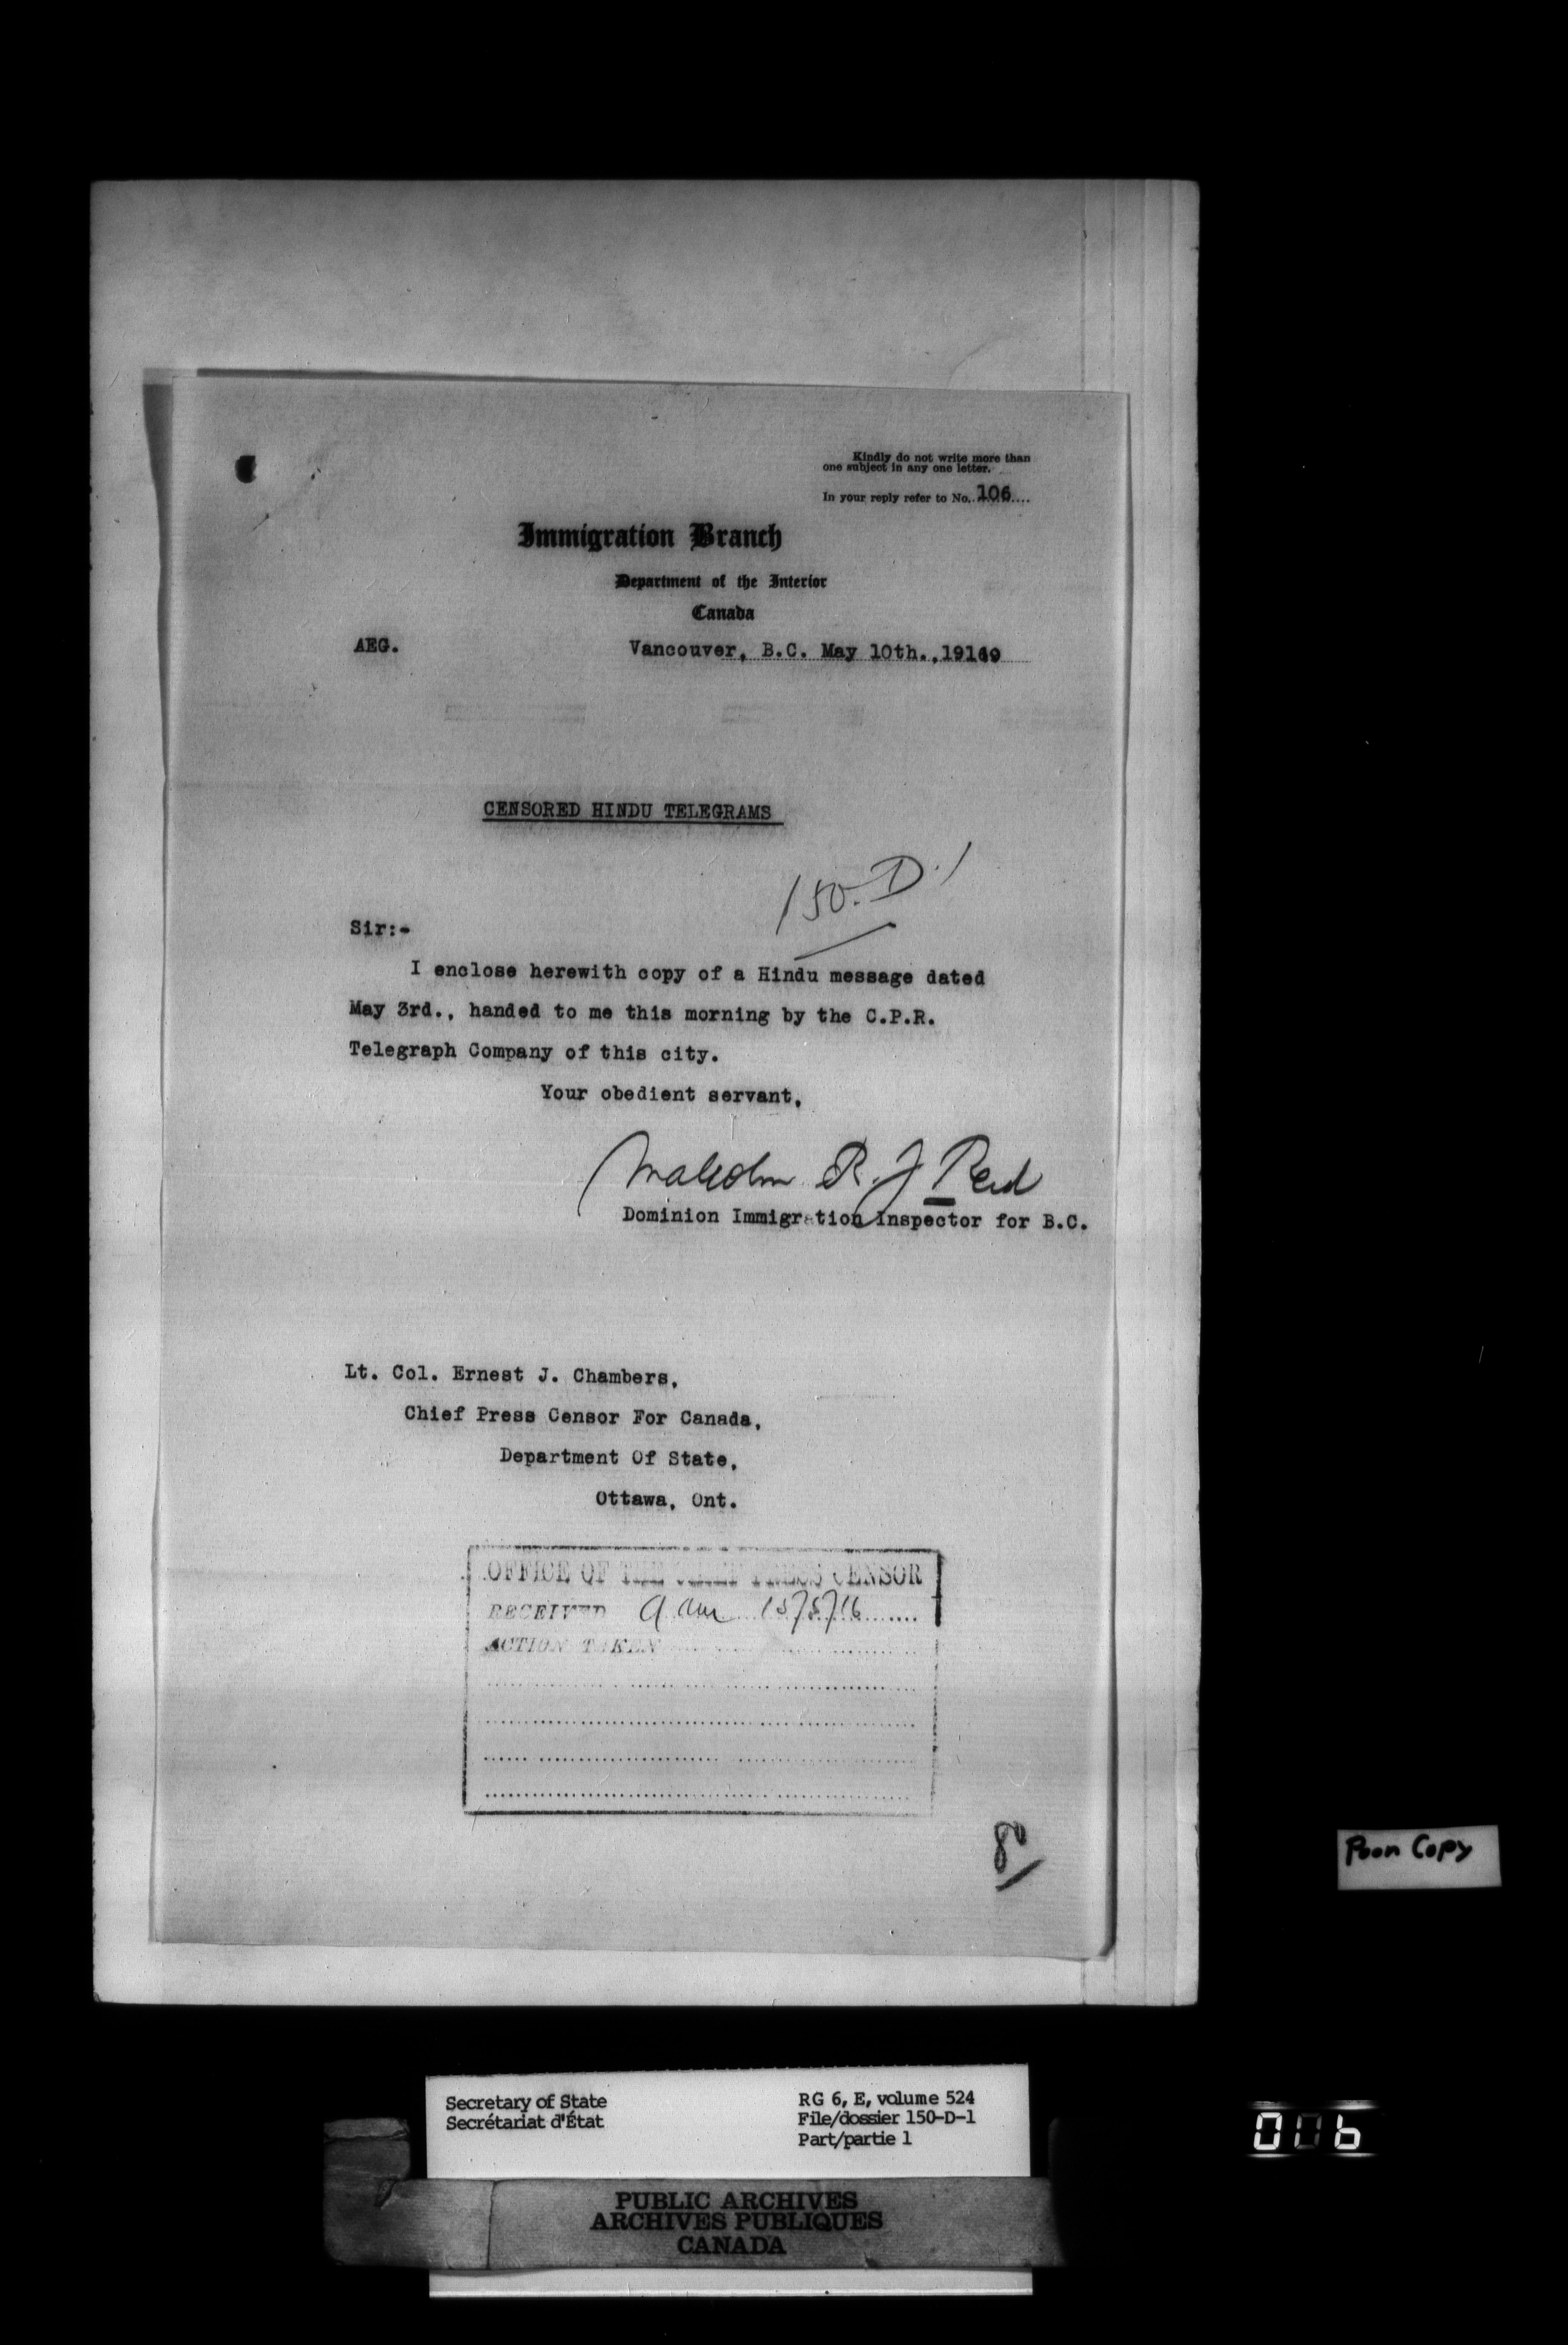 Kindly do not write more than
one subject in any one letter.
In your reply refer to No. 106
Immigration Branch
Department of the Interior
Canada
AEG.
Vancouver, B.C. May 10th.,1916
CENSORED HINDU TELEGRAMS
150.D.1
Sir:-
I enclose herewith copy of a Hindu message dated
May 3rd., handed to me this morning by the C.P.R.
Telegraph Company of this city.
Your obedient servant,
Malcolm R. J. Reid
Dominion Immigration Inspector for B.C.
Lt. Col. Ernest J. Chambers,
Chief Press Censor For Canada,
Department Of State,
Ottawa, Ont.
OFFICE OF THE CHIEF PRESS CENSOR
RECEIVED 9 am 15/5/16
ACTION TAKEN
8/
Poor Copy
Secretary of State
Secrétariat d'État
RG 6, E, volume 524
File/dossier 150-D-1
Part/partie 1
006
PUBLIC ARCHIVES
ARCHIVES PUBLIQUES
CANADA